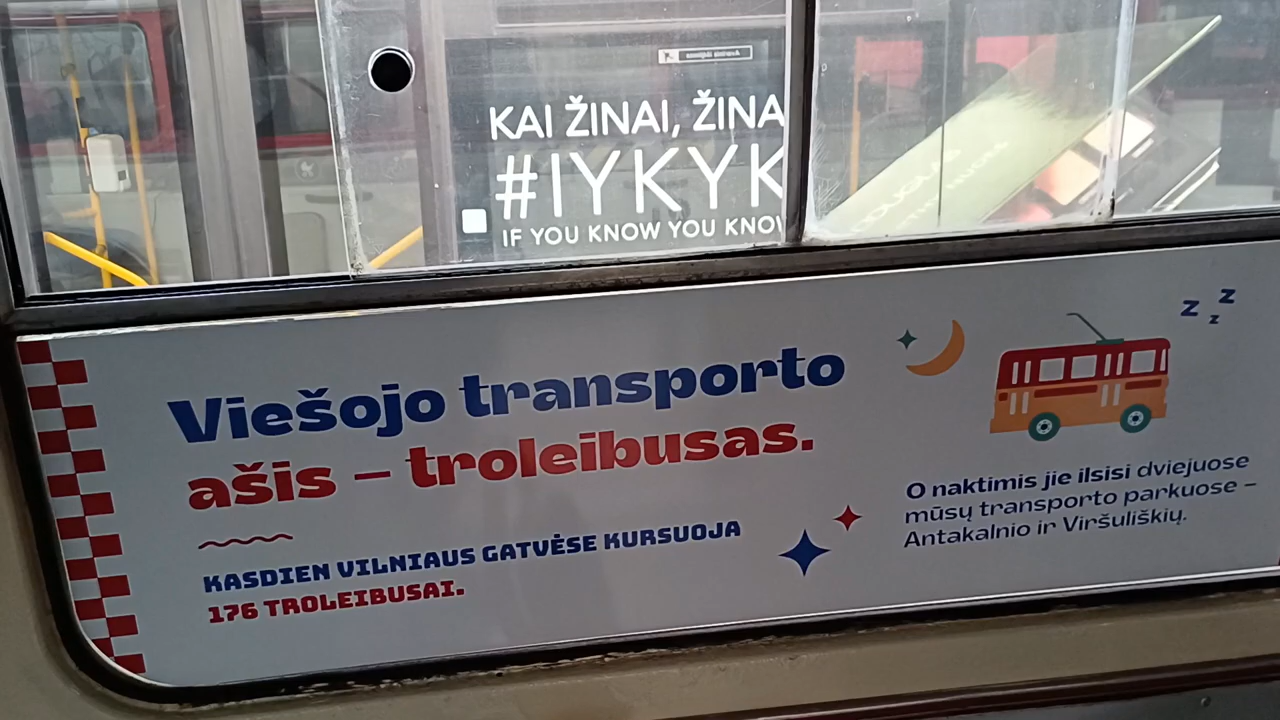 KAI ŽINAI, ŽINA
#IYKYK
IF YOU KNOW YOU KNOW
Viešojo transporto
ašis – troleibusas.
KASDIEN VILNIAUS GATVĖSE KURSUOJA
176 TROLEIBUSAI.
z z z
O naktimis jie ilsisi dviejuose
mūsų transporto parkuose –
Antakalnio ir Viršuliškių.